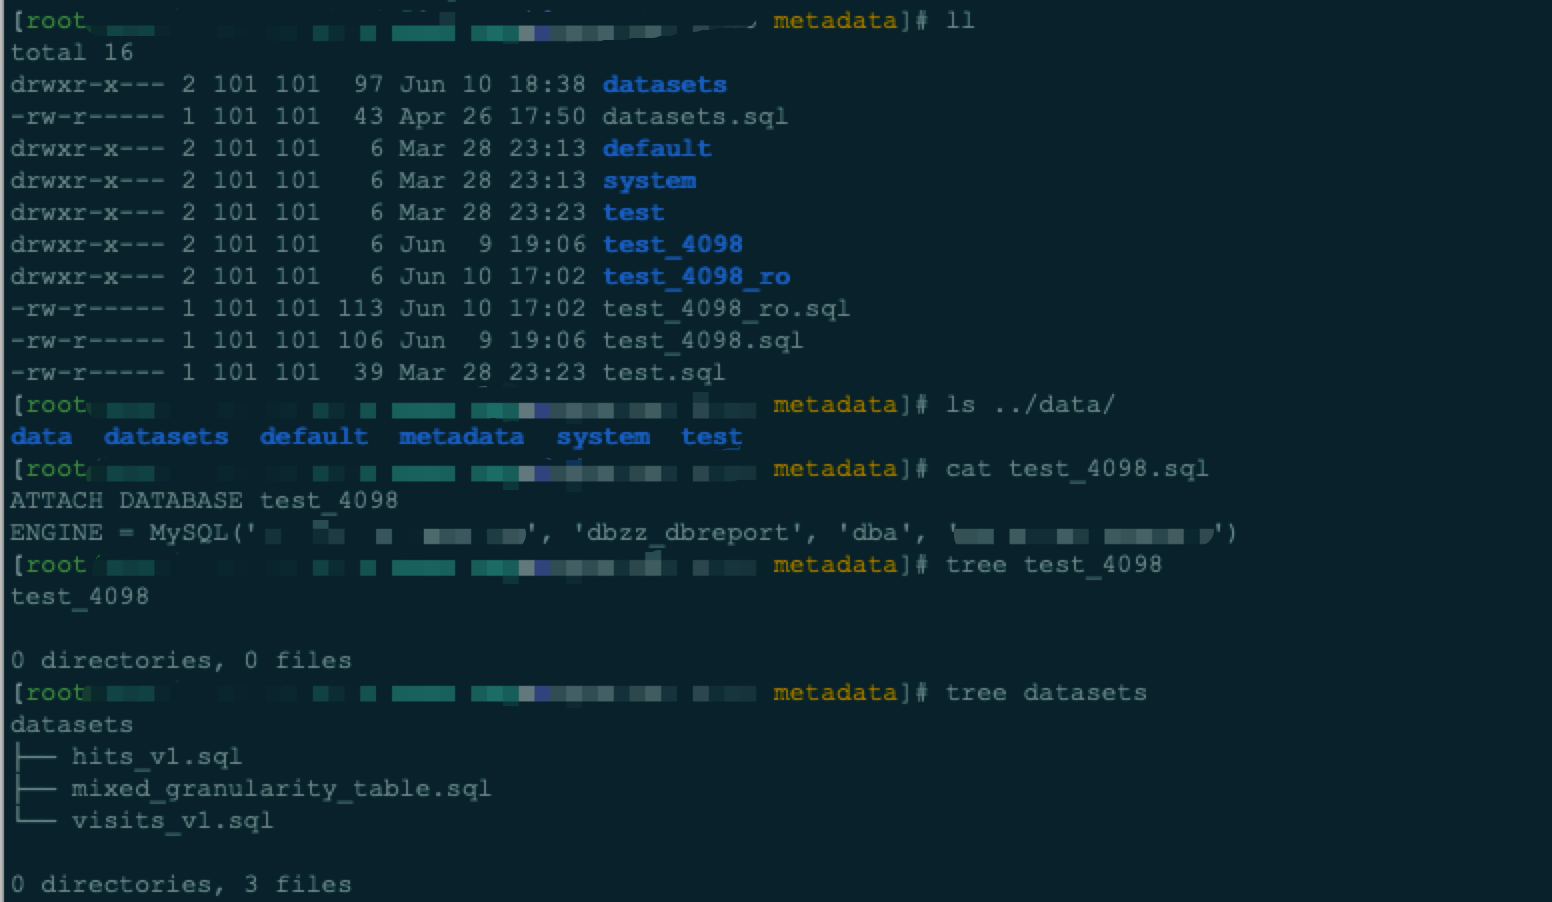 [root metadata]# ll
total 16
drwxr-x--- 2 101 101  97 Jun 10 18:38 datasets
-rw-r----- 1 101 101  43 Apr 26 17:50 datasets.sql
drwxr-x--- 2 101 101   6 Mar 28 23:13 default
drwxr-x--- 2 101 101   6 Mar 28 23:13 system
drwxr-x--- 2 101 101   6 Mar 28 23:23 test
drwxr-x--- 2 101 101   6 Jun  9 19:06 test_4098
drwxr-x--- 2 101 101   6 Jun 10 17:02 test_4098_ro
-rw-r----- 1 101 101 113 Jun 10 17:02 test_4098_ro.sql
-rw-r----- 1 101 101 106 Jun  9 19:06 test_4098.sql
-rw-r----- 1 101 101  39 Mar 28 23:23 test.sql
[root metadata]# ls ../data/
data  datasets  default  metadata  system  test
[root metadata]# cat test_4098.sql
ATTACH DATABASE test_4098
ENGINE = MySQL('', 'dbzz_dbreport', 'dba', '')
[root metadata]# tree test_4098
test_4098
0 directories, 0 files
[root metadata]# tree datasets
datasets
├── hits_v1.sql
├── mixed_granularity_table.sql
└── visits_v1.sql
0 directories, 3 files